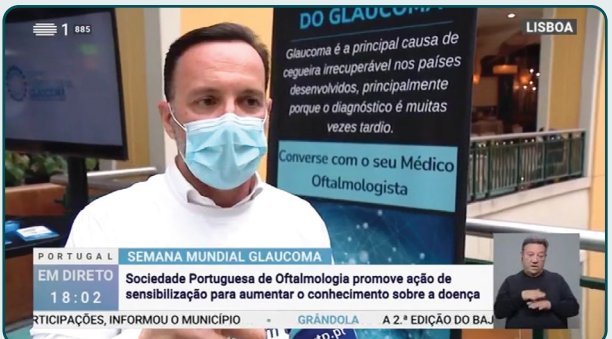 1 885
LISBOA
DO GLAUCOMA
Glaucoma é a principal causa de
cegueira irrecuperável nos países
desenvolvidos, principalmente
porque o diagnóstico é muitas
vezes tardio.
Converse com o seu Médico
Oftalmologista
PORTUGAL
EM DIRETO
18:02
SEMANA MUNDIAL GLAUCOMA
Sociedade Portuguesa de Oftalmologia promove ação de
sensibilização para aumentar o conhecimento sobre a doença
RTICIPAÇÕES, INFORMOU O MUNICÍPIO • GRÂNDOLA A 2.ª EDIÇÃO DO BAJ